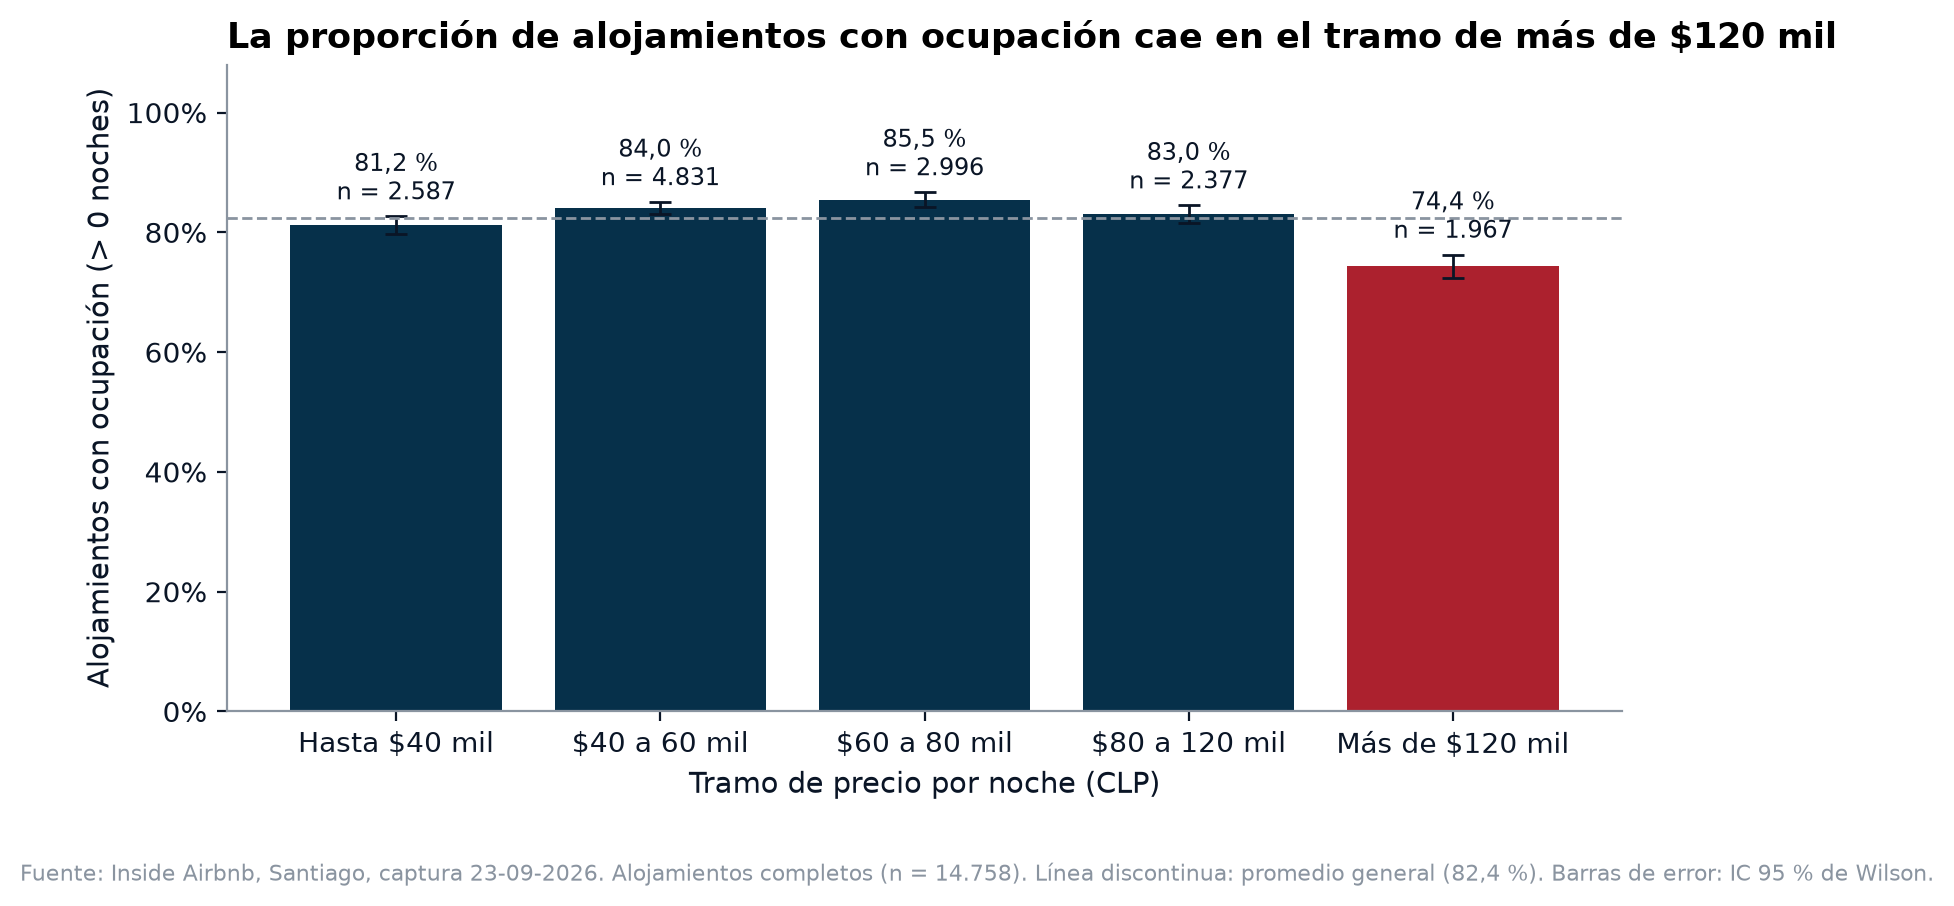 La proporción de alojamientos con ocupación cae en el tramo de más de $120 mil
Alojamientos con ocupación (> 0 noches)
100%
80%
60%
40%
20%
0%
81,2 %
n = 2.587
84,0 %
n = 4.831
85,5 %
n = 2.996
83,0 %
n = 2.377
74,4 %
n = 1.967
Hasta $40 mil
$40 a 60 mil
$60 a 80 mil
$80 a 120 mil
Más de $120 mil
Tramo de precio por noche (CLP)
Fuente: Inside Airbnb, Santiago, captura 23-09-2026. Alojamientos completos (n = 14.758). Línea discontinua: promedio general (82,4 %). Barras de error: IC 95 % de Wilson.